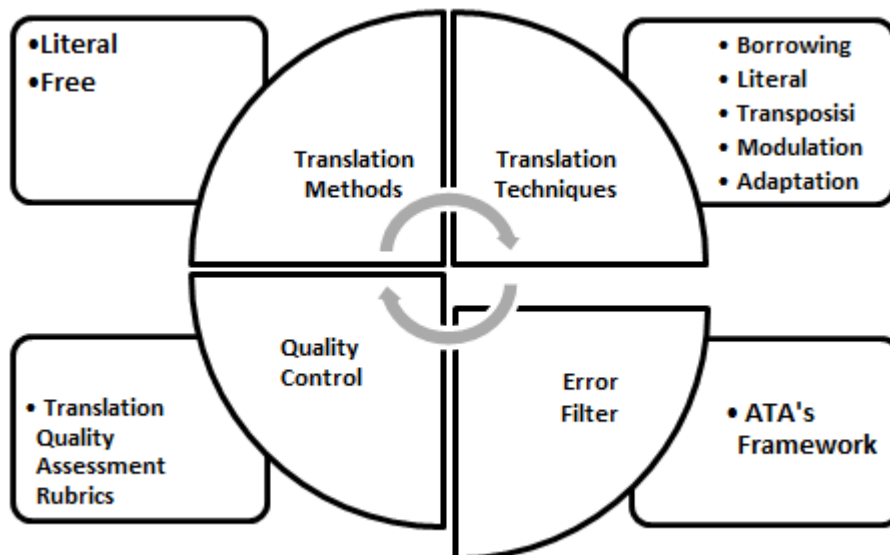 •Literal
•Free
Translation
Methods
Translation
Techniques
• Borrowing
• Literal
• Transposisi
• Modulation
• Adaptation
• Translation
Quality
Assessment
Rubrics
Quality
Control
Error
Filter
• ATA's
Framework